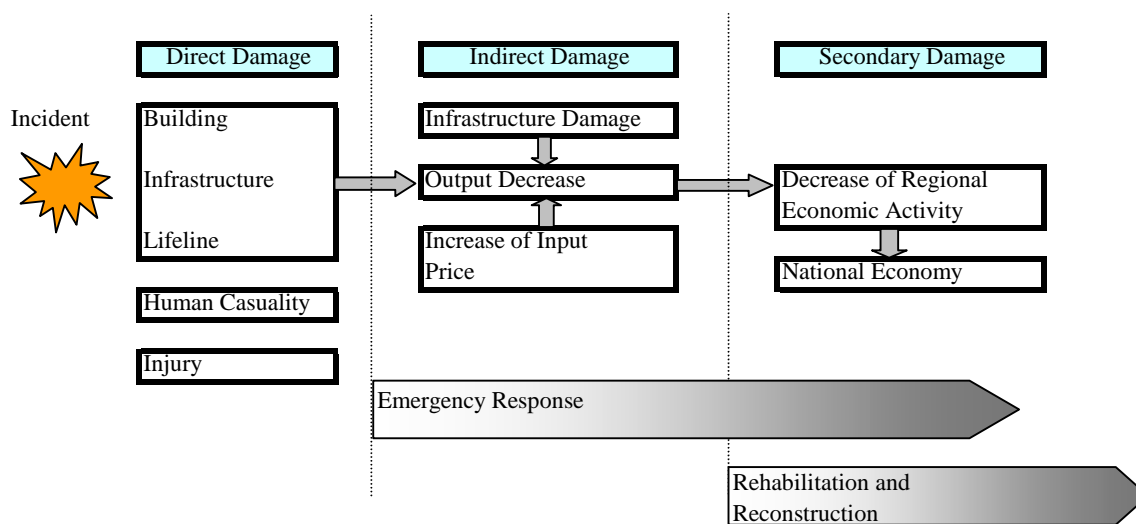 Direct Damage
Indirect Damage
Secondary Damage
Incident
Building
Infrastructure
Lifeline
Human Casuality
Injury
Infrastructure Damage
Output Decrease
Increase of Input
Price
Decrease of Regional
Economic Activity
National Economy
Emergency Response
Rehabilitation and
Reconstruction